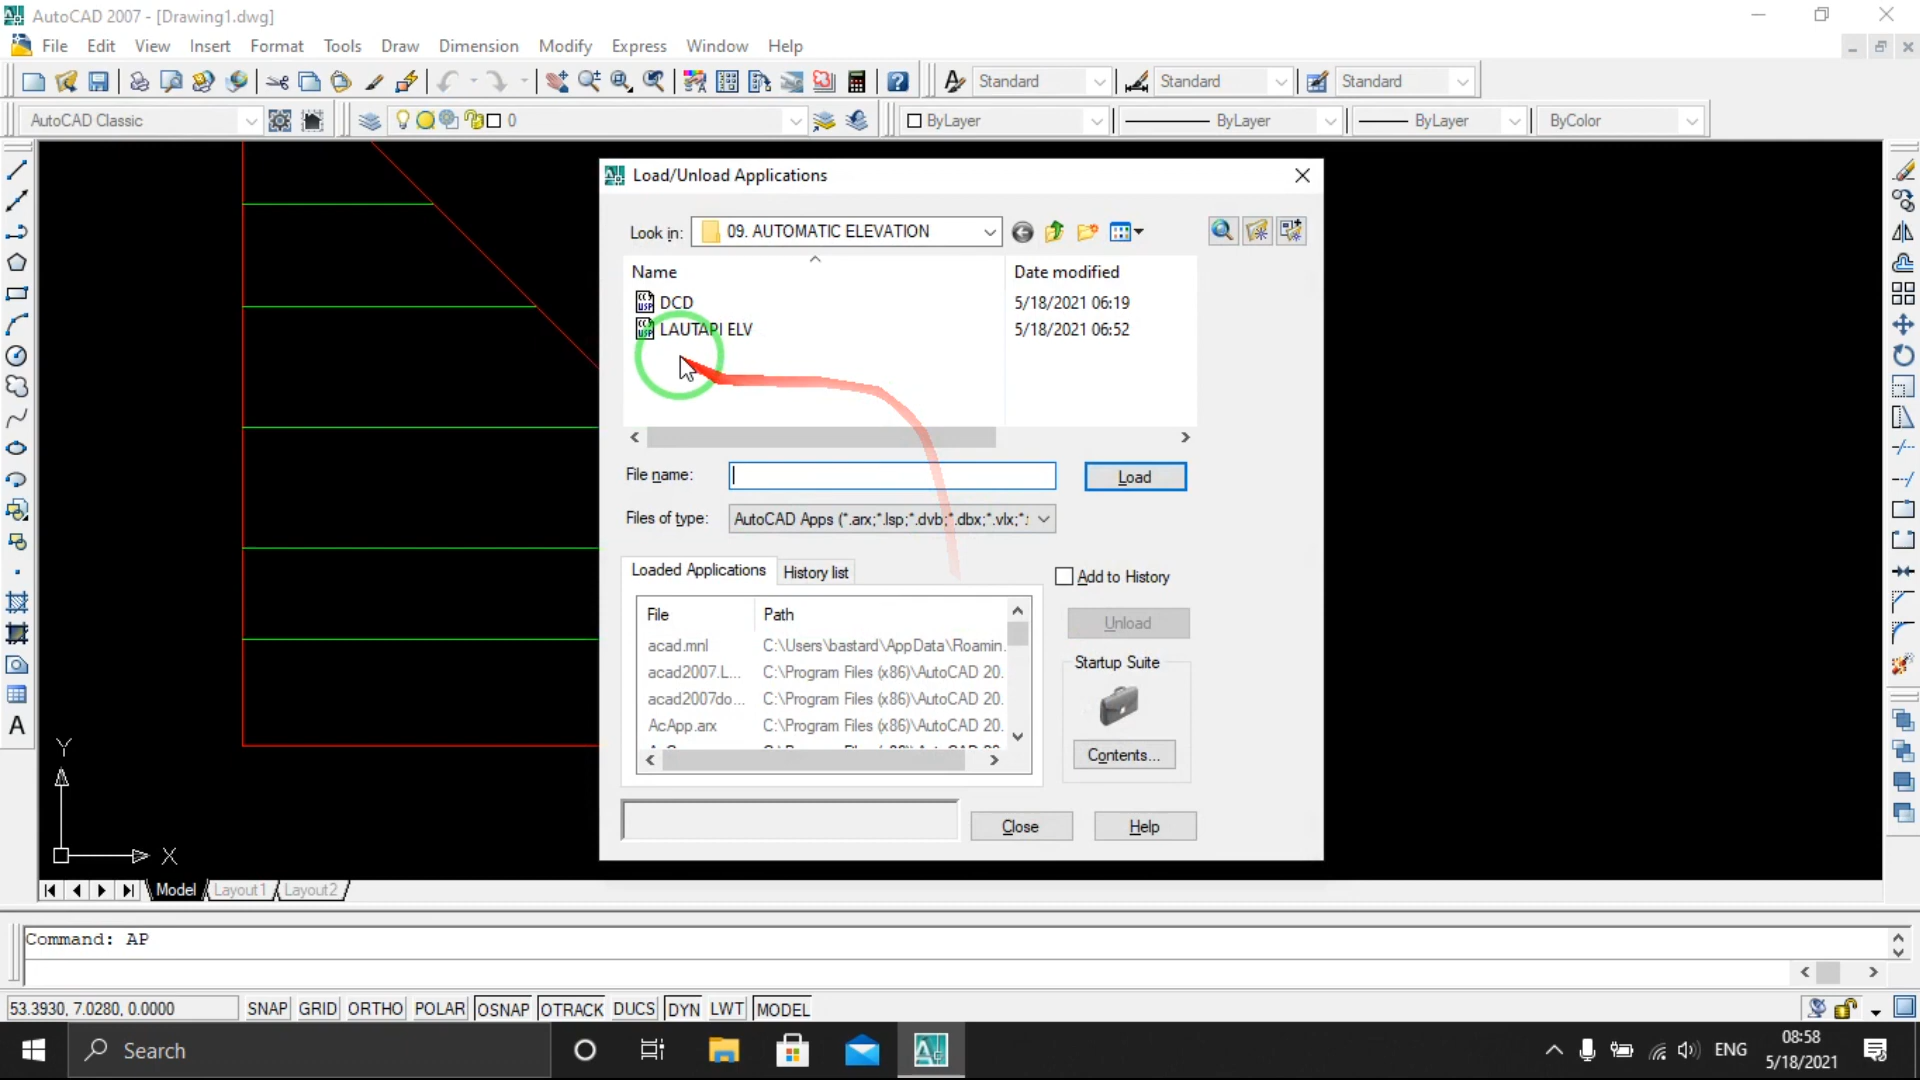 AutoCAD 2007 - [Drawing1.dwg]
File Edit View Insert Format Tools Draw Dimension Modify Express Window Help
Standard Standard Standard
AutoCAD Classic 0 ByLayer ByLayer ByLayer ByColor
Load/Unload Applications
Look in: 09. AUTOMATIC ELEVATION
Name Date modified
DCD 5/18/2021 06:19
LAUTAPI ELV 5/18/2021 06:52
File name: Load
Files of type: AutoCAD Apps (*.arx;*.lsp;*.dvb;*.dbx;*.vlx;*.
Loaded Applications History list Add to History
File Path
acad.mnl C:\Users\bastard\AppData\Roamin.
acad2007.L... C:\Program Files (x86)\AutoCAD 20.
acad2007do... C:\Program Files (x86)\AutoCAD 20.
AcApp.arx C:\Program Files (x86)\AutoCAD 20.
Unload
Startup Suite
Contents...
Close Help
Y
X
Model Layout1 Layout2
Command: AP
53.3930, 7.0280, 0.0000 SNAP GRID ORTHO POLAR OSNAP OTRACK DUCS DYN LWT MODEL
Search ENG 08:58
5/18/2021